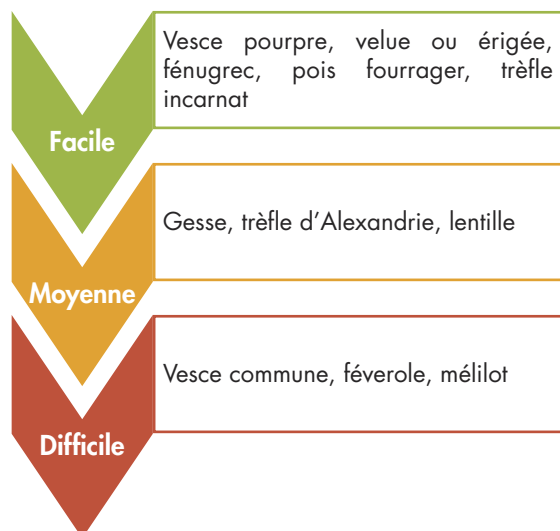 Vesce pourpre, velue ou érigée,
fénugrec, pois fourrager, trèfle
incarnat
Facile
Gesse, trèfle d'Alexandrie, lentille
Moyenne
Vesce commune, féverole, mélilot
Difficile